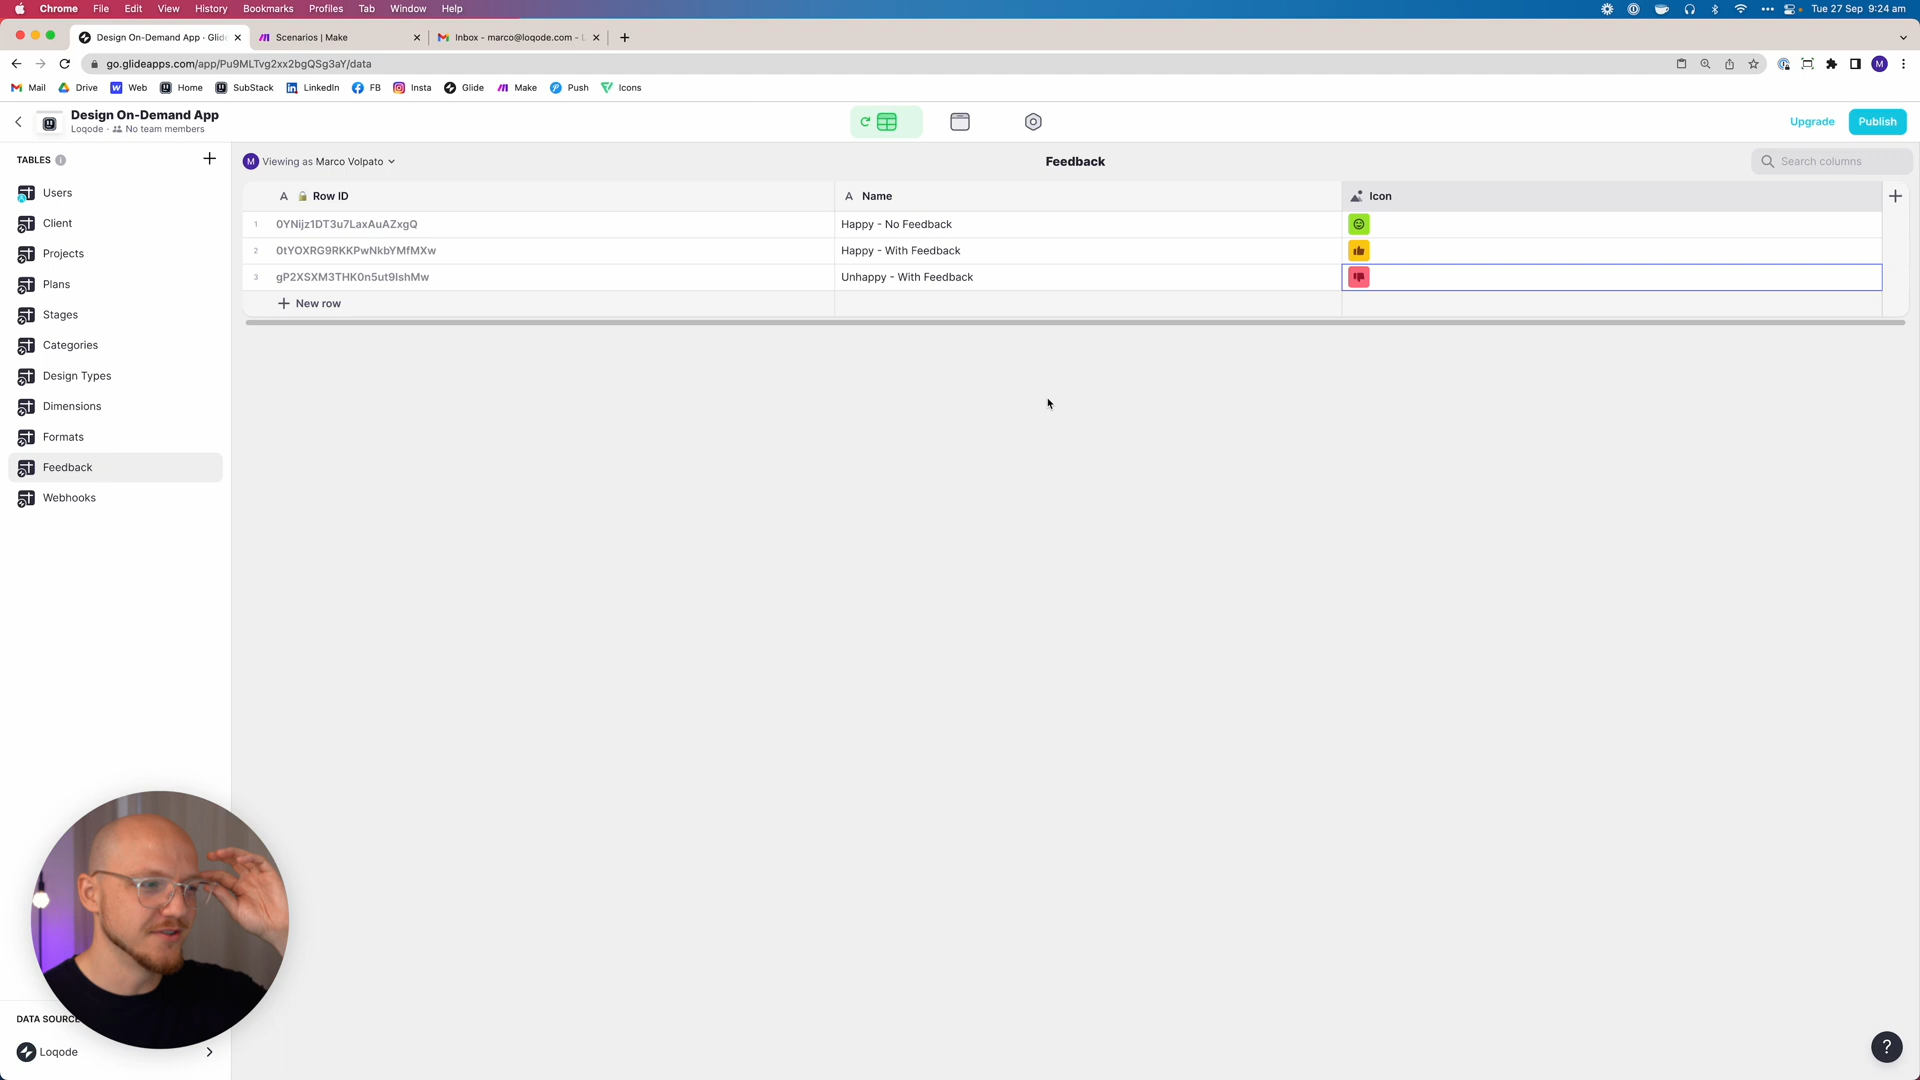 Chrome File Edit View History Bookmarks Profiles Tab Window Help
Tue 27 Sep 9:24 am
Design On-Demand App · Glide
Scenarios | Make
Inbox - marco@loqode.com -
go.glideapps.com/app/Pu9MLTvg2xx2bgQSg3aY/data
Mail Drive Web Home SubStack LinkedIn FB Insta Glide Make Push Icons
Design On-Demand App
Loqode · No team members
Upgrade
Publish
TABLES
Viewing as Marco Volpato
Feedback
Search columns
Users
Client
Projects
Plans
Stages
Categories
Design Types
Dimensions
Formats
Feedback
Webhooks
A Row ID A Name Icon
1 0YNijz1DT3u7LaxAuAZxgQ Happy - No Feedback
2 0tYOXRG9RKKPwNkbYMfMXw Happy - With Feedback
3 gP2XSXM3THK0n5ut9IshMw Unhappy - With Feedback
New row
DATA SOURC
Loqode
?